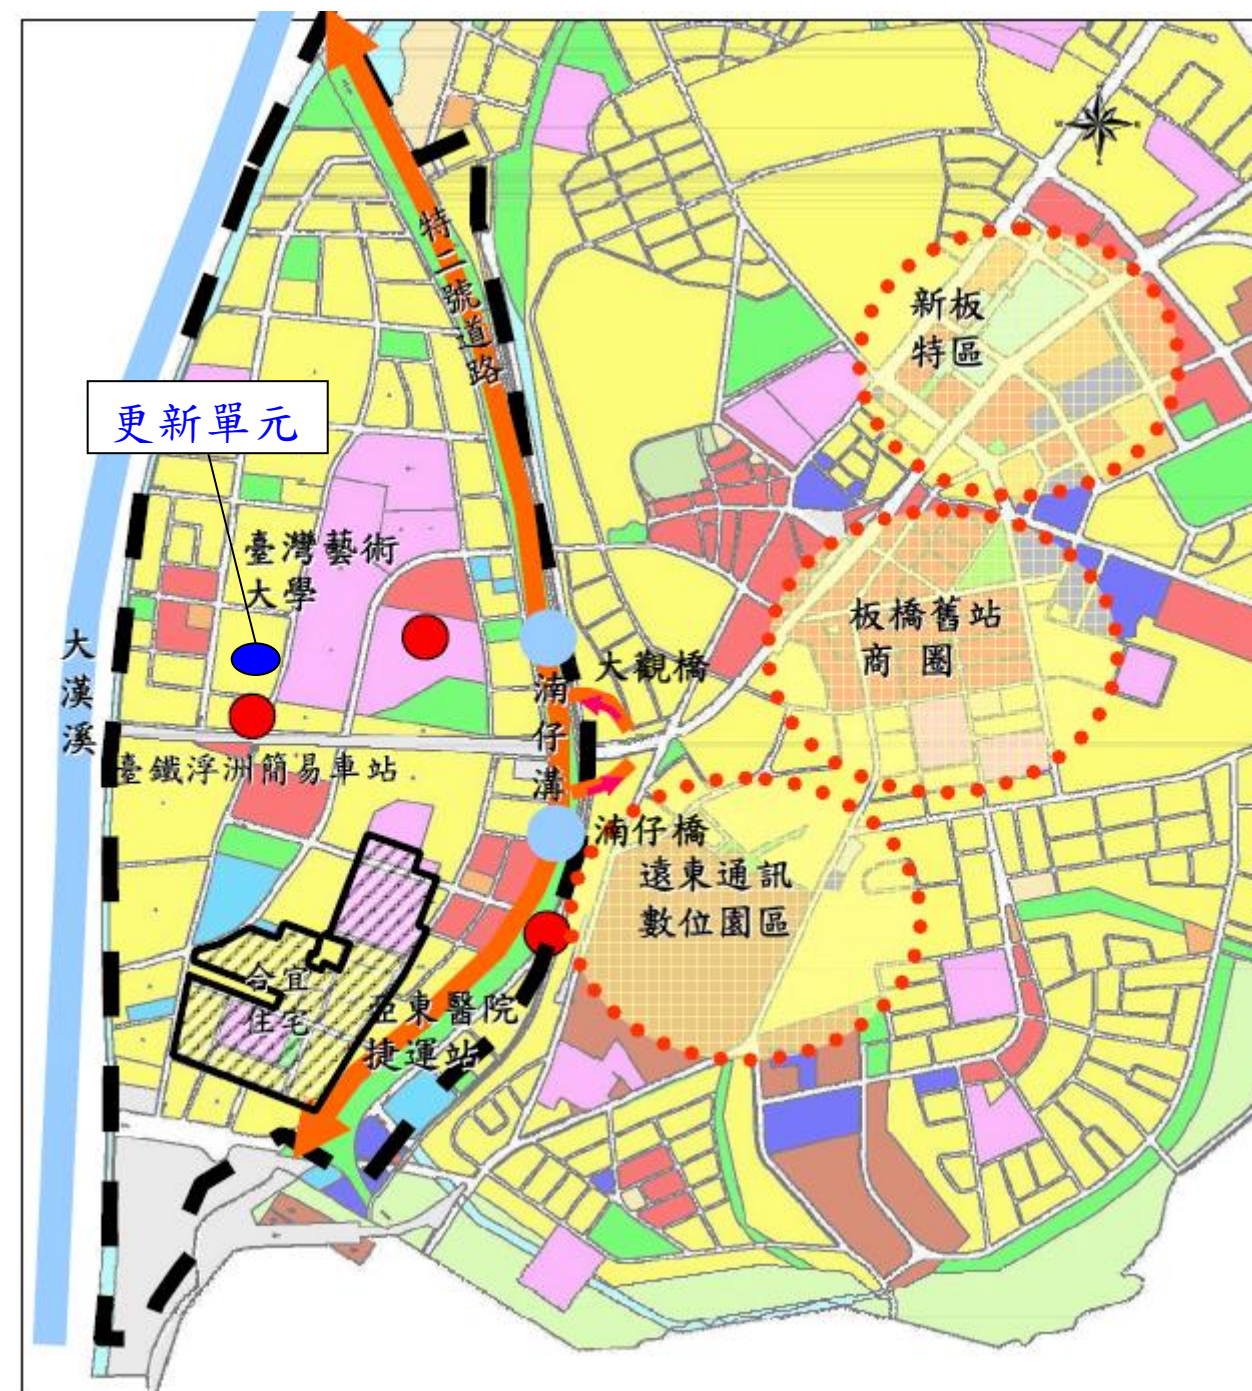 特二號道路
新板
特區
更新單元
臺灣藝術
大學
板橋舊站
商圈
大漢溪
大觀橋
湳仔溝
臺鐵浮洲簡易車站
湳仔橋
遠東通訊
數位園區
合宜
住宅
亞東醫院
捷運站